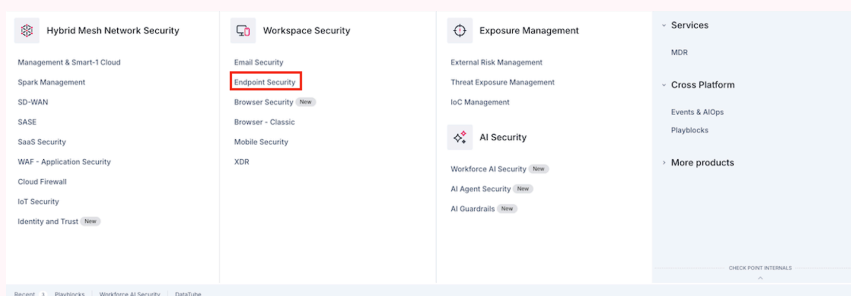 Hybrid Mesh Network Security
Management & Smart-1 Cloud
Spark Management
SD-WAN
SASE
SaaS Security
WAF - Application Security
Cloud Firewall
IoT Security
Identity and Trust New
Workspace Security
Email Security
Endpoint Security
Browser Security New
Browser - Classic
Mobile Security
XDR
Exposure Management
External Risk Management
Threat Exposure Management
IoC Management
AI Security
Workforce AI Security New
AI Agent Security New
AI Guardrails New
Services
MDR
Cross Platform
Events & AIOps
Playblocks
More products
CHECK POINT INTERNALS
Recent
Playblocks
Workforce AI Security
DataTube